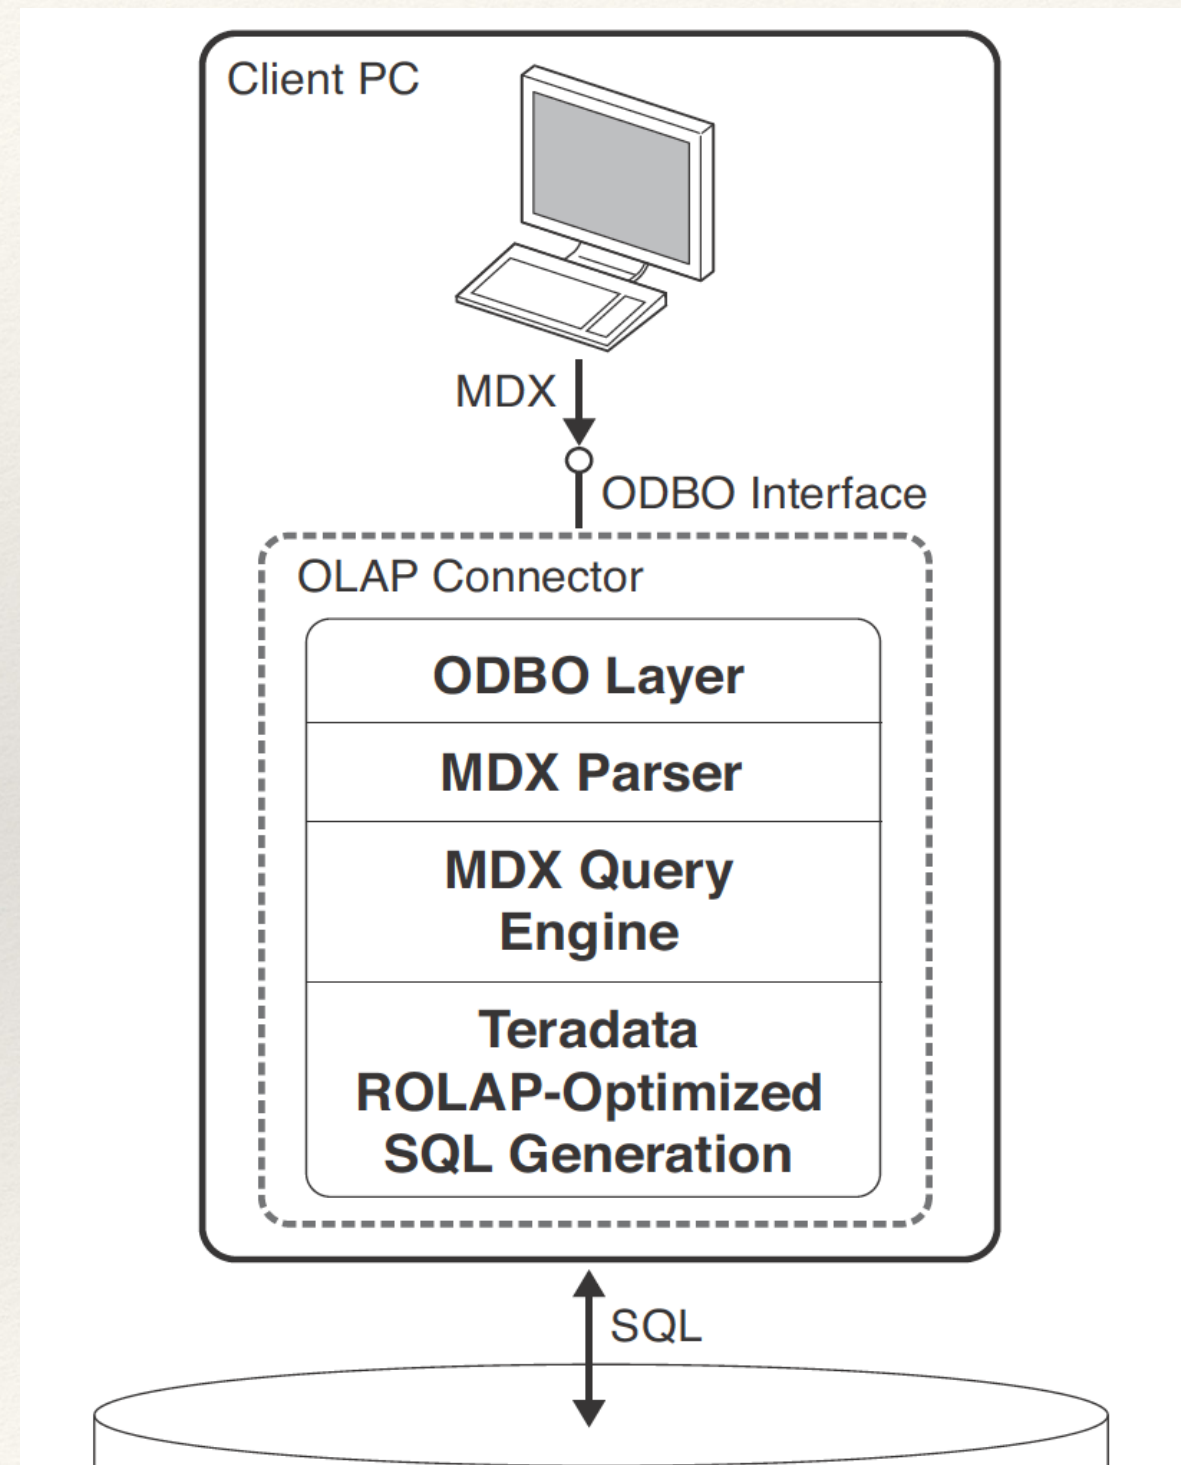 Client PC
MDX
ODBO Interface
OLAP Connector
ODBO Layer
MDX Parser
MDX Query
Engine
Teradata
ROLAP-Optimized
SQL Generation
SQL